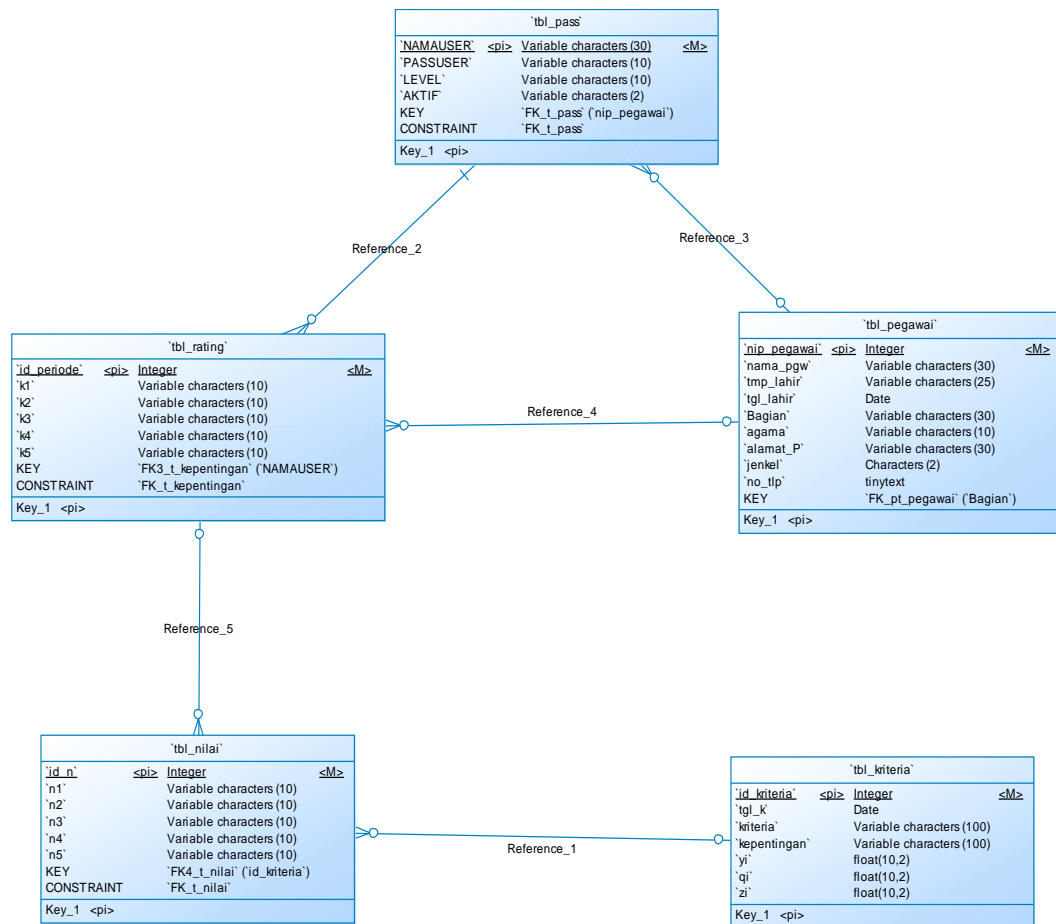 `tbl_pass`
`NAMAUSER` <pi> Variable characters (30) <M>
`PASSUSER` Variable characters (10)
`LEVEL` Variable characters (10)
`AKTIF` Variable characters (2)
KEY `FK_t_pass` (`nip_pegawai`)
CONSTRAINT `FK_t_pass`
Key_1 <pi>
Reference_2
Reference_3
`tbl_rating`
`id_periode` <pi> Integer <M>
`k1` Variable characters (10)
`k2` Variable characters (10)
`k3` Variable characters (10)
`k4` Variable characters (10)
`k5` Variable characters (10)
KEY `FK3_t_kepentingan` (`NAMAUSER`)
CONSTRAINT `FK_t_kepentingan`
Key_1 <pi>
Reference_4
`tbl_pegawai`
`nip_pegawai` <pi> Integer <M>
`nama_pgw` Variable characters (30)
`tmp_lahir` Variable characters (25)
`tgl_lahir` Date
`Bagian` Variable characters (30)
`agama` Variable characters (10)
`alamat_P` Variable characters (30)
`jenkel` Characters (2)
`no_tlp` tinytext
KEY `FK_pt_pegawai` (`Bagian`)
Key_1 <pi>
Reference_5
`tbl_nilai`
`id_n` <pi> Integer <M>
`n1` Variable characters (10)
`n2` Variable characters (10)
`n3` Variable characters (10)
`n4` Variable characters (10)
`n5` Variable characters (10)
KEY `FK4_t_nilai` (`id_kriteria`)
CONSTRAINT `FK_t_nilai`
Key_1 <pi>
Reference_1
`tbl_kriteria`
`id_kriteria` <pi> Integer <M>
`tgl_k` Date
`kriteria` Variable characters (100)
`kepentingan` Variable characters (100)
`yi` float(10,2)
`qi` float(10,2)
`zi` float(10,2)
Key_1 <pi>